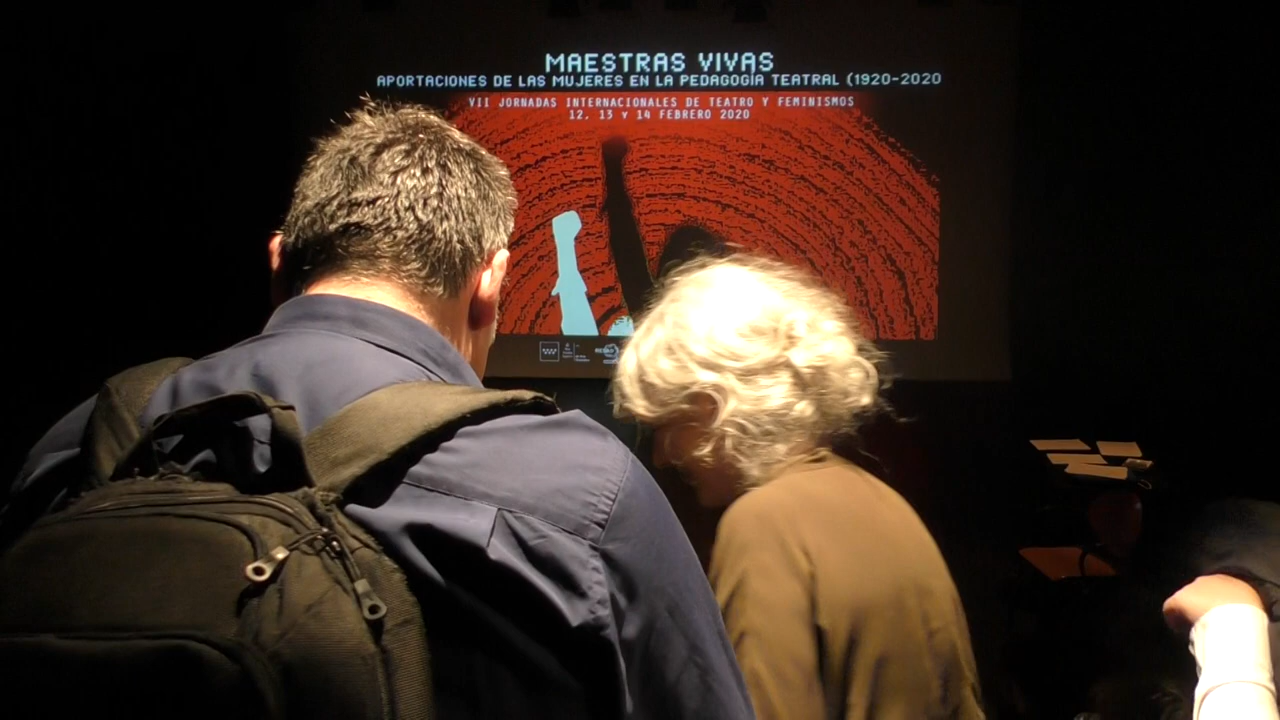 MAESTRAS VIVAS
APORTACIONES DE LAS MUJERES EN LA PEDAGOGÍA TEATRAL (1920-2020
VII JORNADAS INTERNACIONALES DE TEATRO Y FEMINISMOS
12, 13 Y 14 FEBRERO 2020